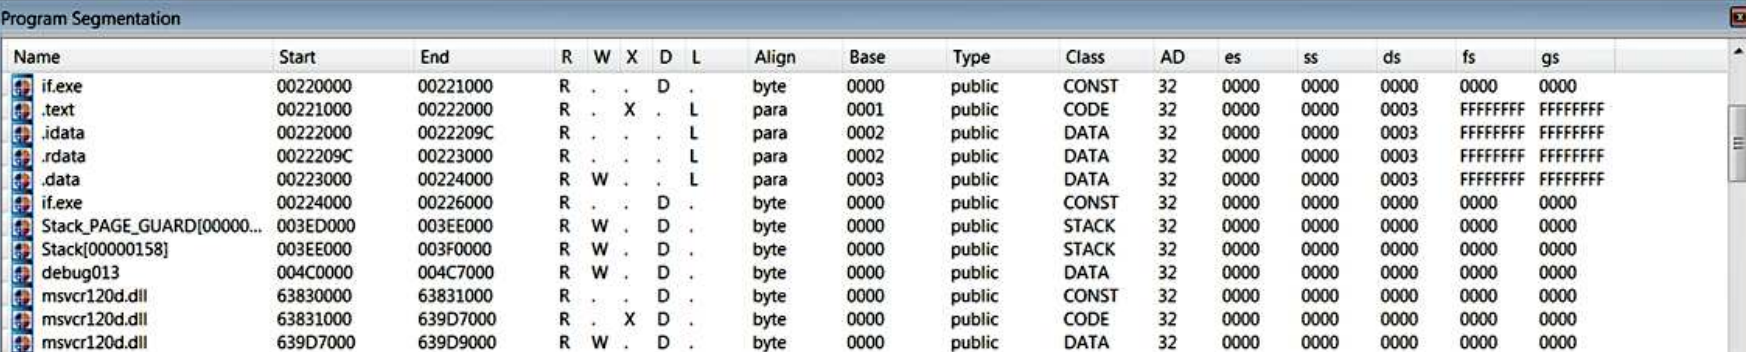 Program Segmentation
Name Start End R W X D L Align Base Type Class AD es ss ds fs gs
if.exe 00220000 00221000 R . . D . byte 0000 public CONST 32 0000 0000 0000 0000 0000
.text 00221000 00222000 R . X . L para 0001 public CODE 32 0000 0000 0003 FFFFFFFF FFFFFFFF
.idata 00222000 0022209C R . . . L para 0002 public DATA 32 0000 0000 0003 FFFFFFFF FFFFFFFF
.rdata 0022209C 00223000 R . . . L para 0002 public DATA 32 0000 0000 0003 FFFFFFFF FFFFFFFF
.data 00223000 00224000 R W . . L para 0003 public DATA 32 0000 0000 0003 FFFFFFFF FFFFFFFF
if.exe 00224000 00226000 R . . D . byte 0000 public CONST 32 0000 0000 0000 0000 0000
Stack_PAGE_GUARD[00000... 003ED000 003EE000 R W . D . byte 0000 public STACK 32 0000 0000 0000 0000 0000
Stack[00000158] 003EE000 003F0000 R W . D . byte 0000 public STACK 32 0000 0000 0000 0000 0000
debug013 004C0000 004C7000 R W . D . byte 0000 public DATA 32 0000 0000 0000 0000 0000
msvcr120d.dll 63830000 63831000 R . . D . byte 0000 public CONST 32 0000 0000 0000 0000 0000
msvcr120d.dll 63831000 639D7000 R . X D . byte 0000 public CODE 32 0000 0000 0000 0000 0000
msvcr120d.dll 639D7000 639D9000 R W . D . byte 0000 public DATA 32 0000 0000 0000 0000 0000